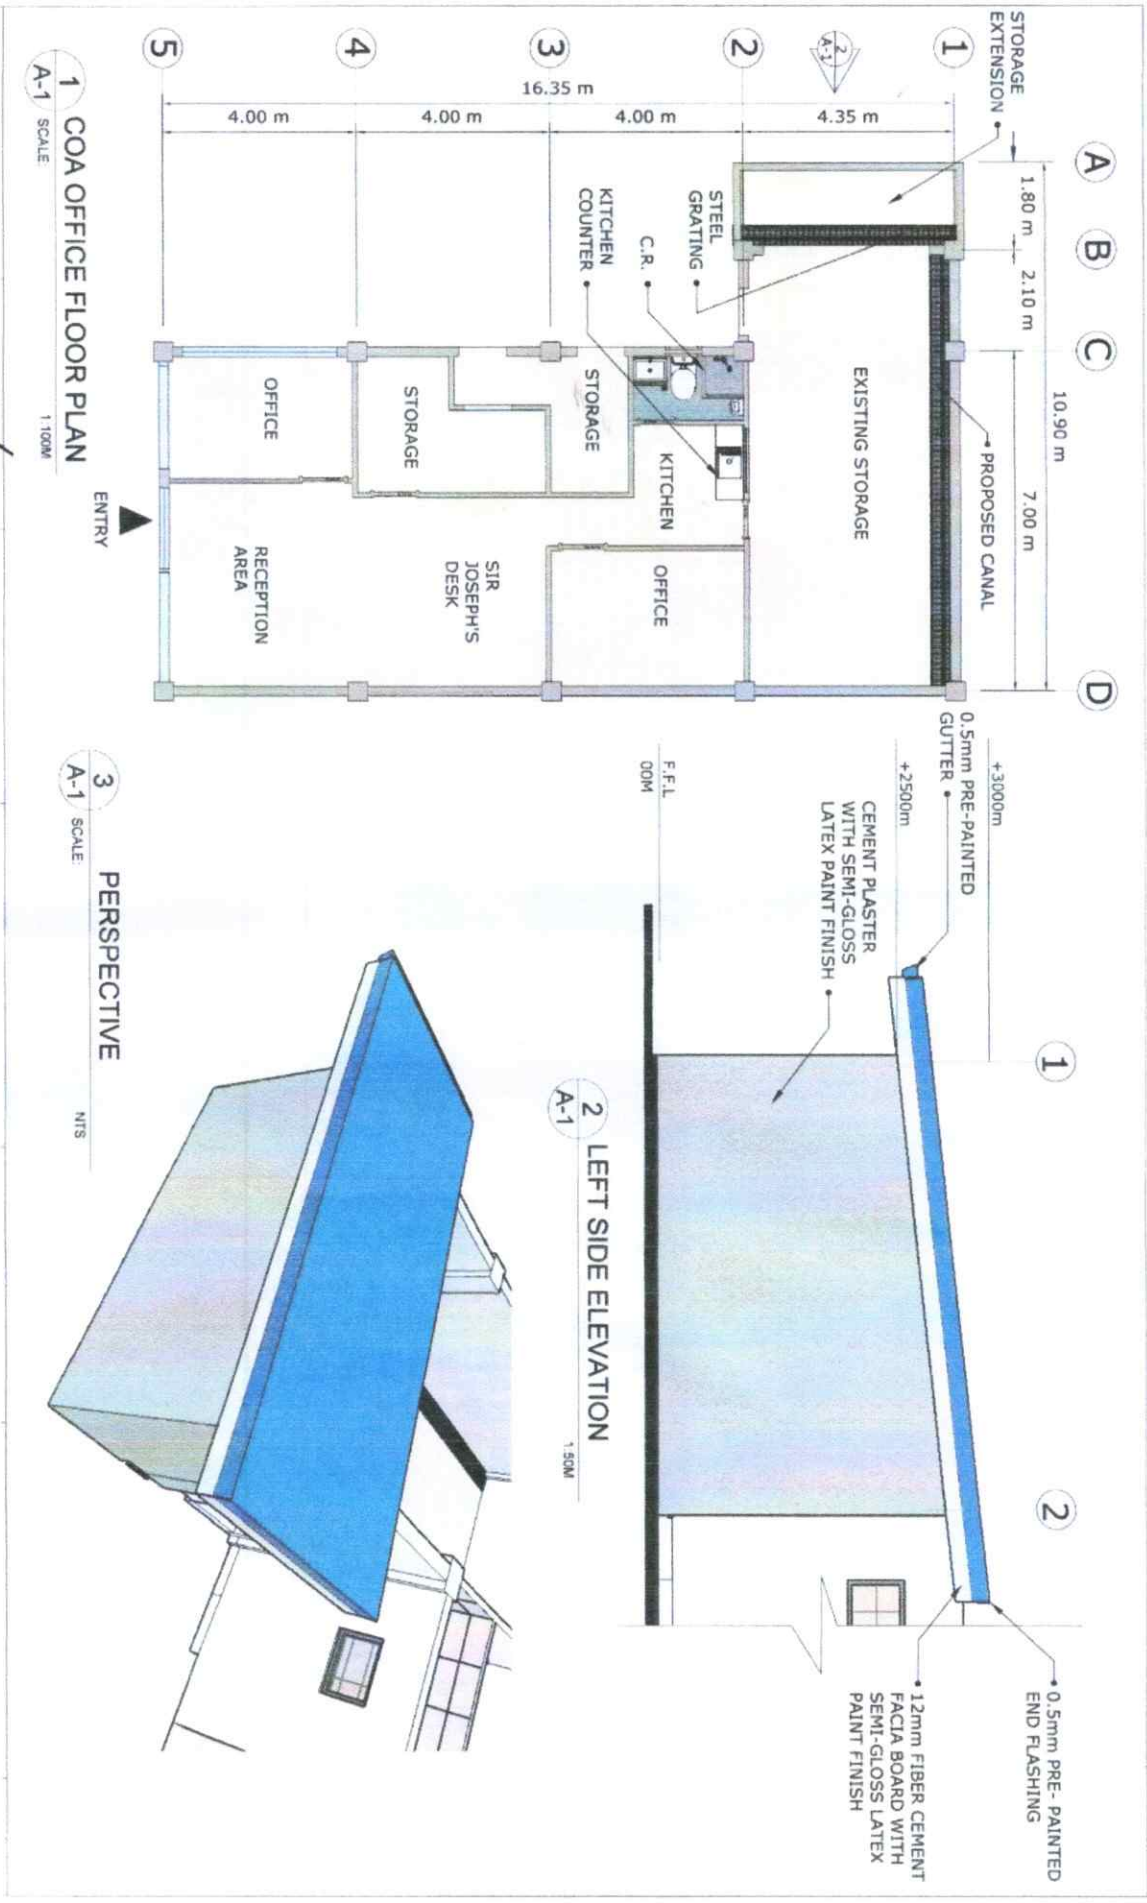 A
B
C
D
10.90 m
1.80 m
2.10 m
7.00 m
STORAGE
EXTENSION
1
2
3
4
5
16.35 m
4.35 m
4.00 m
4.00 m
4.00 m
2
A-1
PROPOSED CANAL
EXISTING STORAGE
STEEL
GRATING
C.R.
KITCHEN
COUNTER
STORAGE
KITCHEN
OFFICE
STORAGE
SIR
JOSEPH'S
DESK
OFFICE
RECEPTION
AREA
ENTRY
1
A-1
COA OFFICE FLOOR PLAN
SCALE:
1:100M
1
2
+3000m
0.5mm PRE-PAINTED
GUTTER
+2500m
CEMENT PLASTER
WITH SEMI-GLOSS
LATEX PAINT FINISH
F.F.L
00M
0.5mm PRE- PAINTED
END FLASHING
12mm FIBER CEMENT
FACIA BOARD WITH
SEMI-GLOSS LATEX
PAINT FINISH
2
A-1
LEFT SIDE ELEVATION
1:50M
3
A-1
PERSPECTIVE
SCALE:
NTS